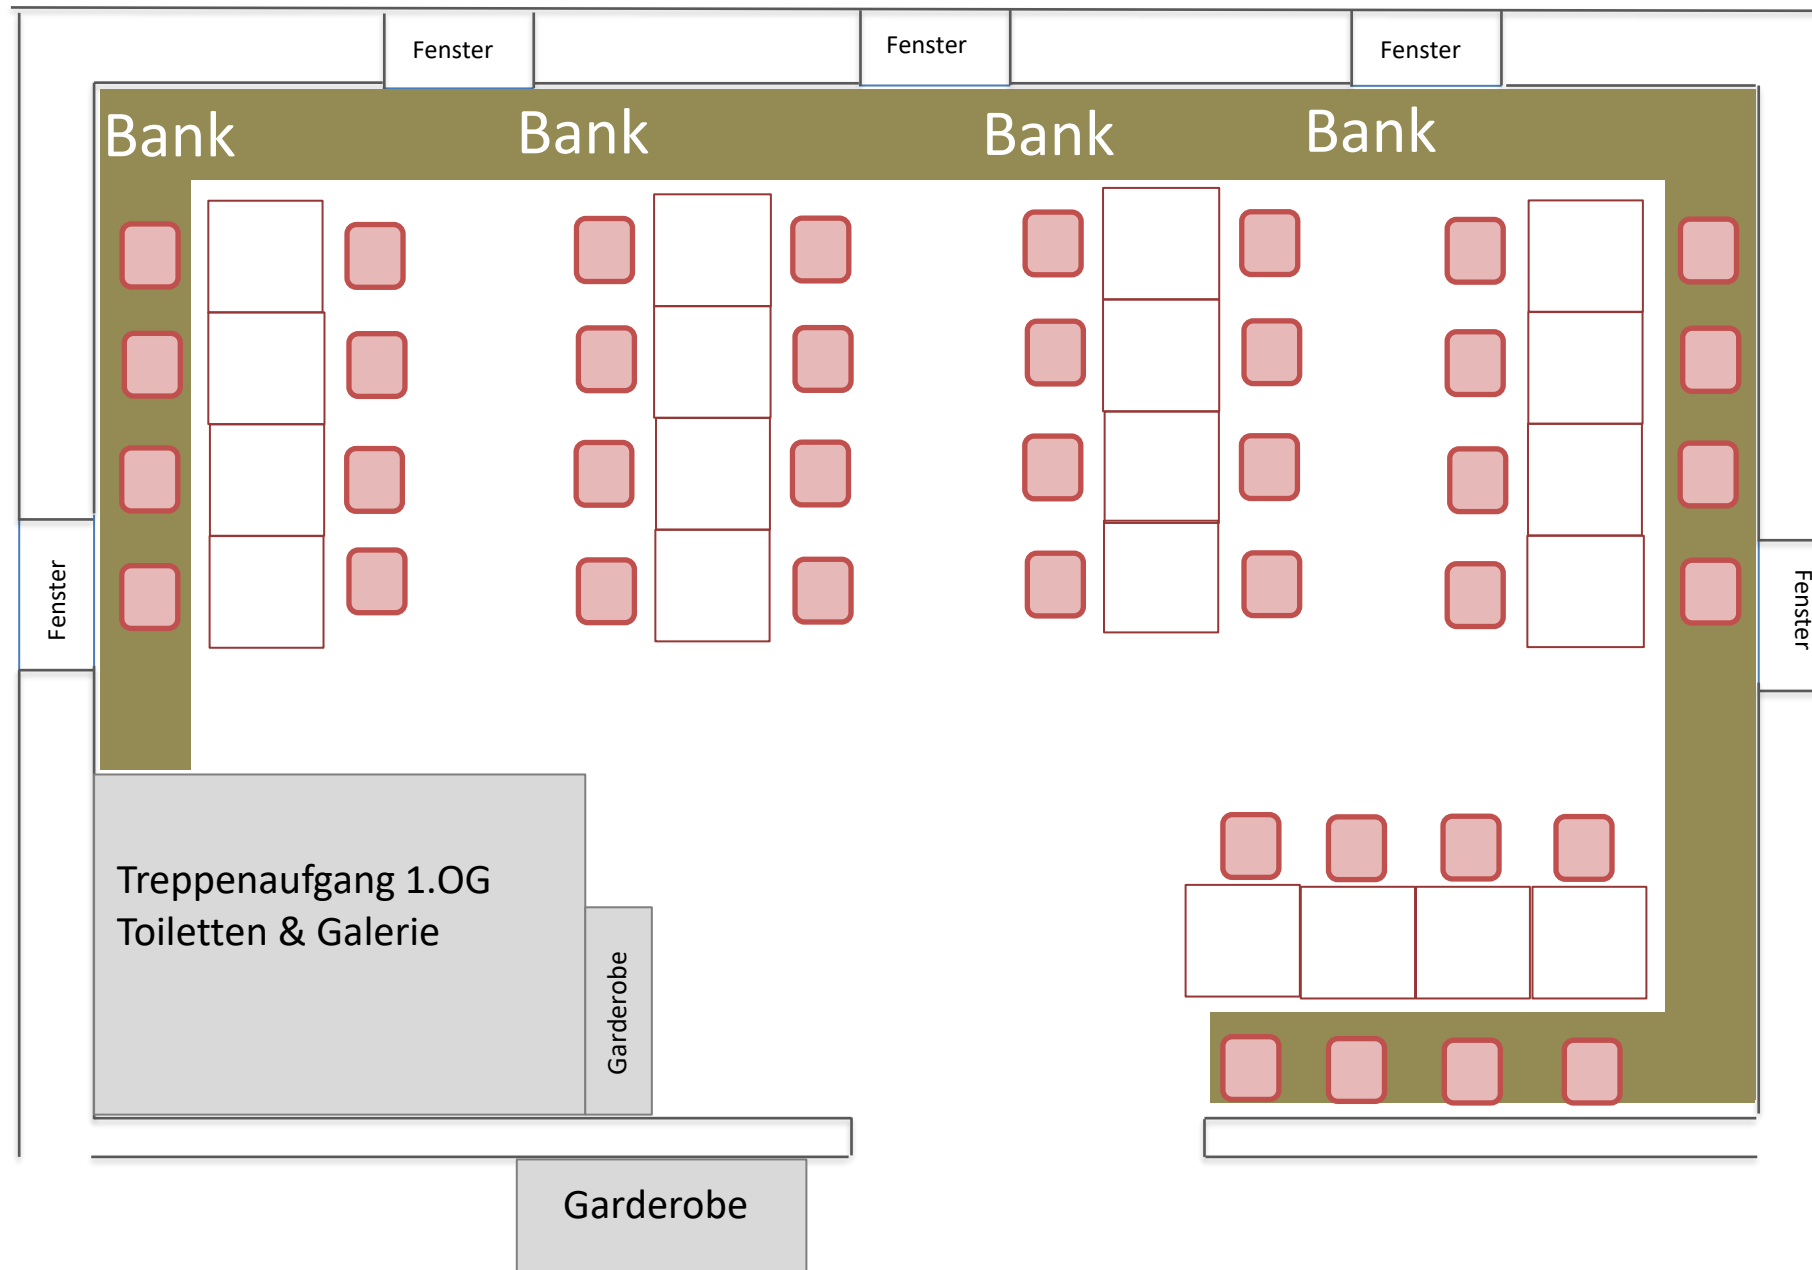 Fenster
Fenster
Fenster
Bank
Bank
Bank
Bank
Fenster
Fenster
Treppenaufgang 1.OG
Toiletten & Galerie
Garderobe
Garderobe